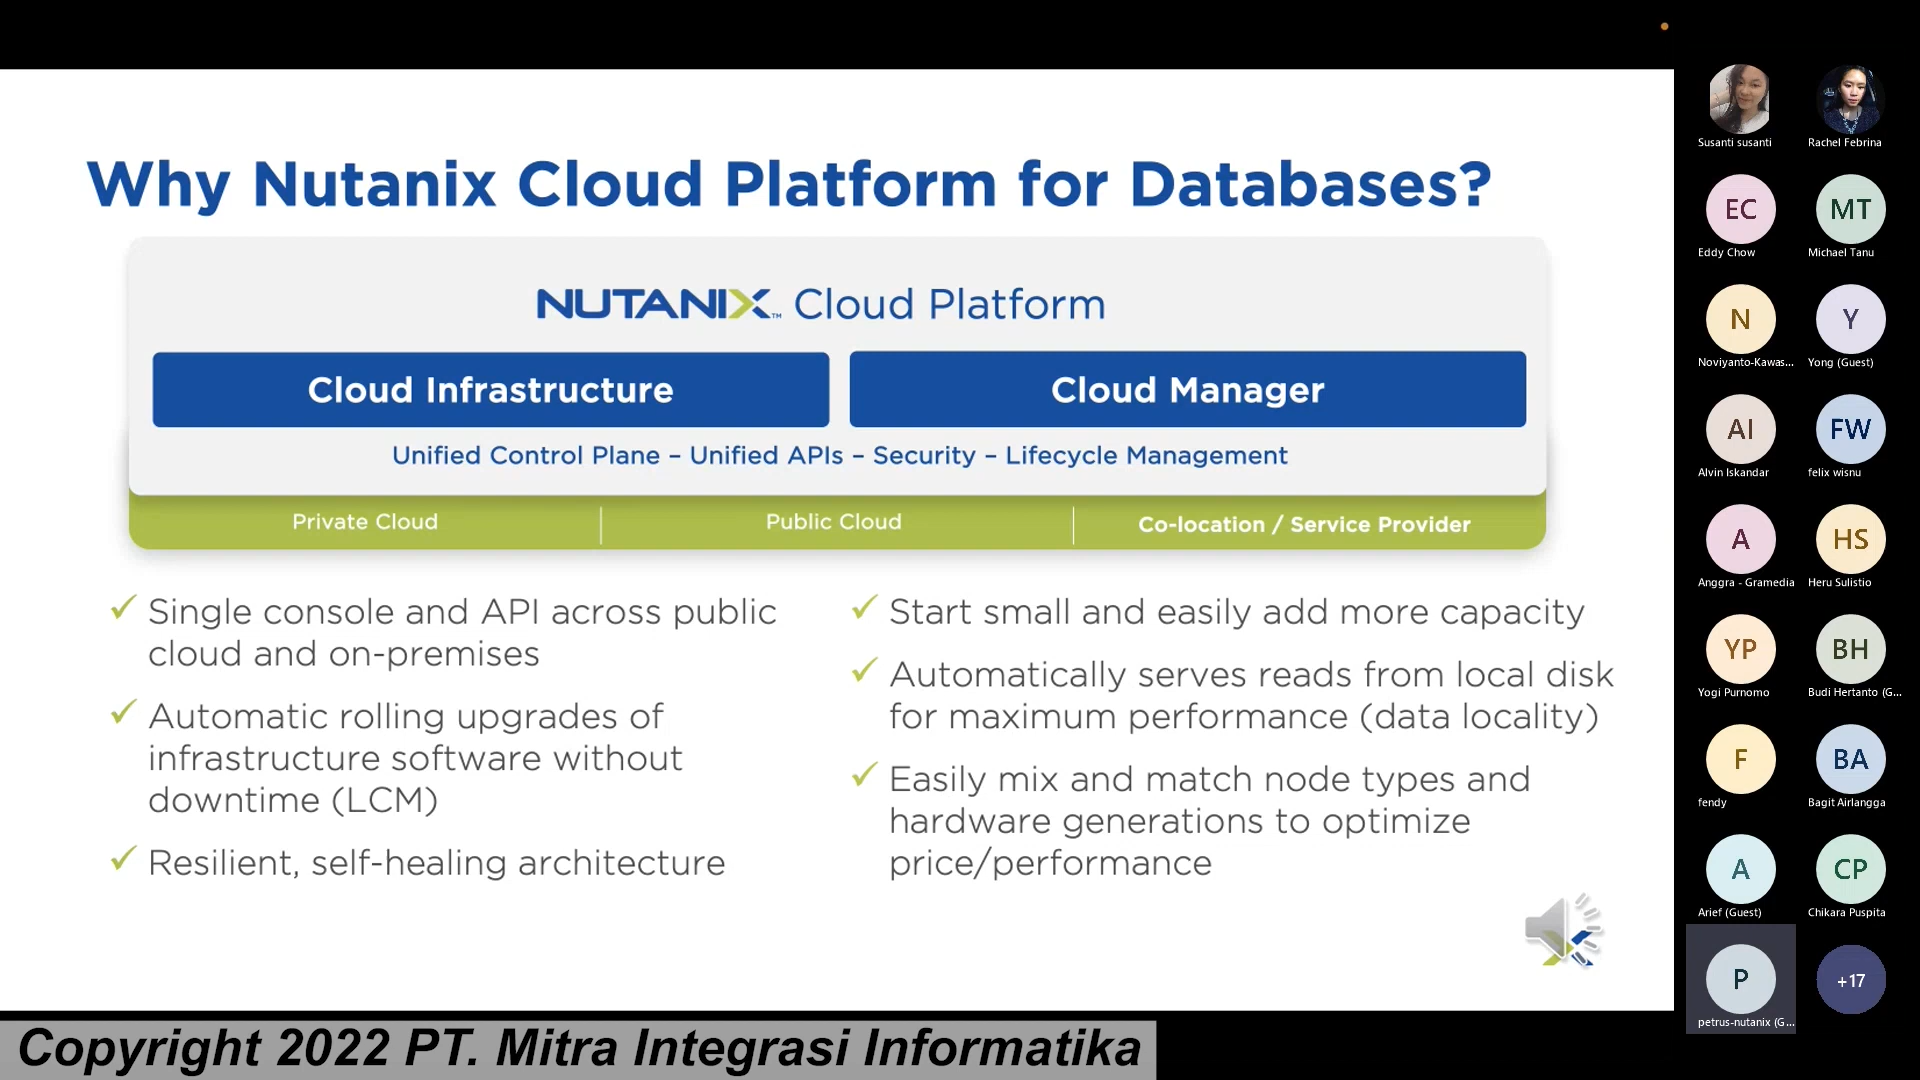 Why Nutanix Cloud Platform for Databases?
NUTANIX™ Cloud Platform
Cloud Infrastructure
Cloud Manager
Unified Control Plane – Unified APIs – Security – Lifecycle Management
Private Cloud
Public Cloud
Co-location / Service Provider
✓ Single console and API across public
cloud and on-premises
✓ Automatic rolling upgrades of
infrastructure software without
downtime (LCM)
✓ Resilient, self-healing architecture
✓ Start small and easily add more capacity
✓ Automatically serves reads from local disk
for maximum performance (data locality)
✓ Easily mix and match node types and
hardware generations to optimize
price/performance
Copyright 2022 PT. Mitra Integrasi Informatika
Susanti susanti
Rachel Febrina
EC
MT
Eddy Chow
Michael Tanu
N
Y
Noviyanto-Kawas...
Yong (Guest)
AI
FW
Alvin Iskandar
felix wisnu
A
HS
Anggra - Gramedia
Heru Sulistio
YP
BH
Yogi Purnomo
Budi Hertanto (G...
F
BA
fendy
Bagit Airlangga
A
CP
Arief (Guest)
Chikara Puspita
P
+17
petrus-nutanix (G...